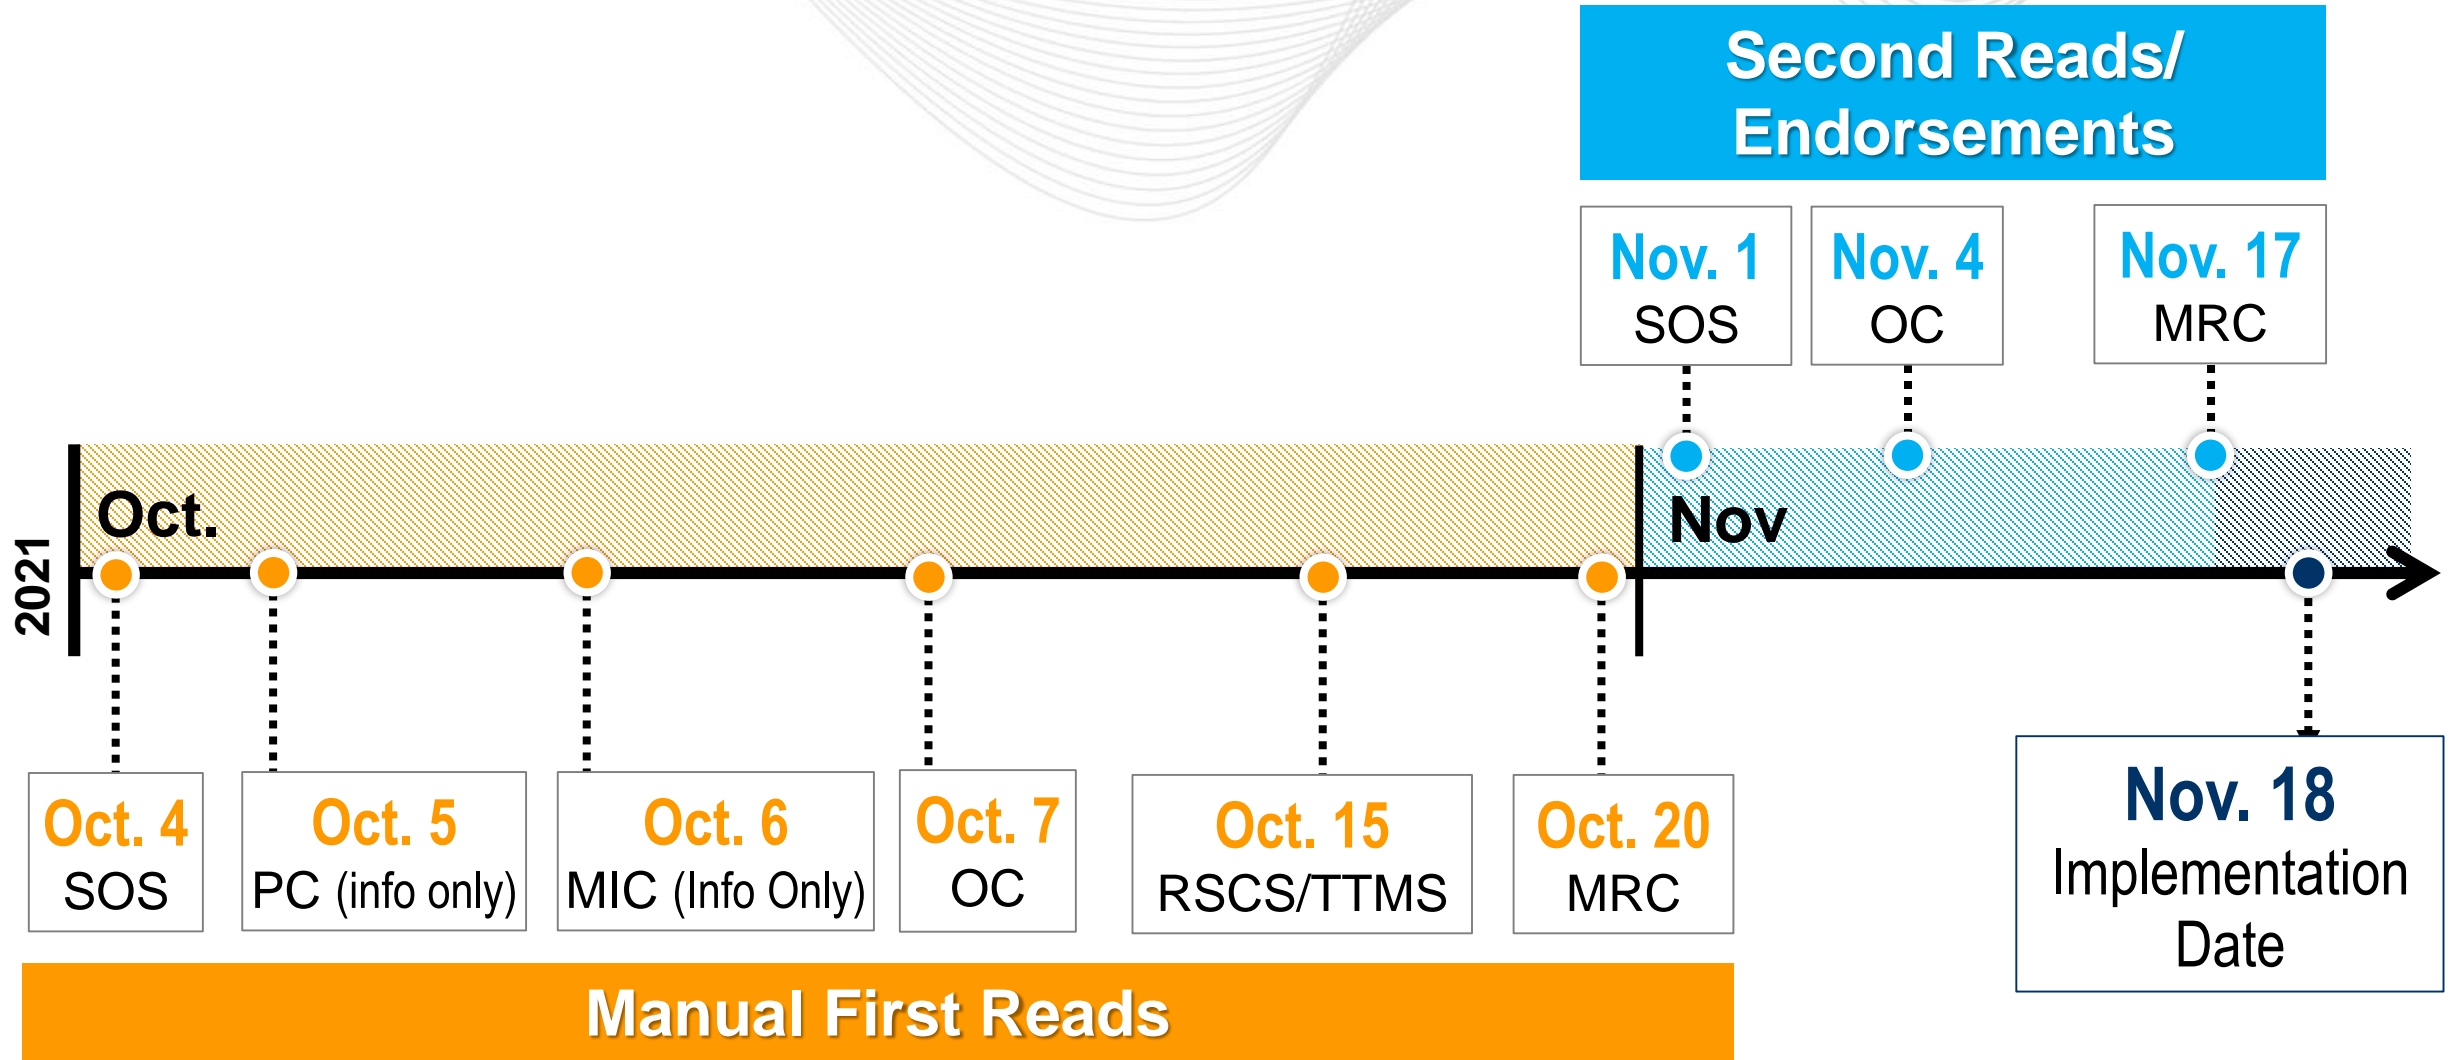 Second Reads/
Endorsements
Nov. 1
SOS
Nov. 4
OC
Nov. 17
MRC
2021
Oct.
Nov
Oct. 4
SOS
Oct. 5
PC (info only)
Oct. 6
MIC (Info Only)
Oct. 7
OC
Oct. 15
RSCS/TTMS
Oct. 20
MRC
Nov. 18
Implementation
Date
Manual First Reads